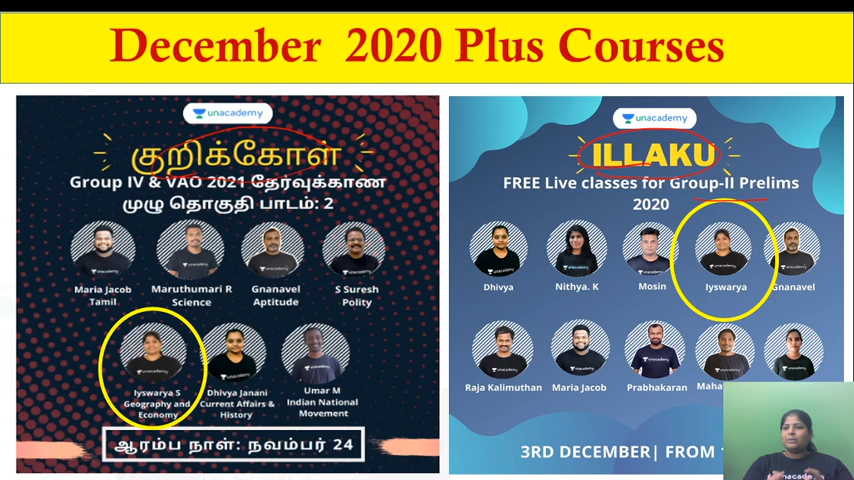 December 2020 Plus Courses
unacademy
குறிக்கோள்
Group IV & VAO 2021 தேர்வுக்காண
முழு தொகுதி பாடம்: 2
Maria Jacob
Tamil
Maruthumari R
Science
Gnanavel
Aptitude
S Suresh
Polity
Iyswarya S
Geography and
Economy
Dhivya Janani
Current Affairs &
History
Umar M
Indian National
Movement
ஆரம்ப நாள்: நவம்பர் 24
unacademy
ILLAKU
FREE Live classes for Group-II Prelims
2020
Dhivya
Nithya. K
Mosin
Iyswarya
Gnanavel
Raja Kalimuthan
Maria Jacob
Prabhakaran
Maha
3RD DECEMBER| FROM